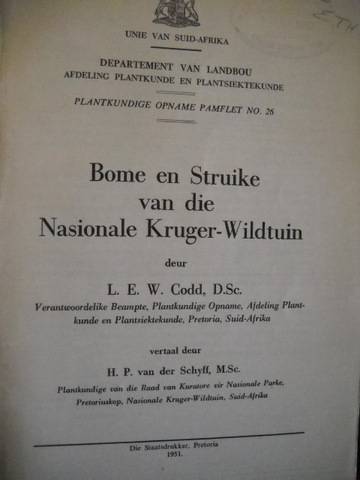 UNIE VAN SUID-AFRIKA
DEPARTEMENT VAN LANDBOU
AFDELING PLANTKUNDE EN PLANTSIEKTEKUNDE
PLANTKUNDIGE OPNAME PAMFLET NO. 26
Bome en Struike
van die
Nasionale Kruger-Wildtuin
deur
L. E. W. Codd, D.Sc.
Verantwoordelike Beampte, Plantkundige Opname, Afdeling Plant-
kunde en Plantsiektekunde, Pretoria, Suid-Afrika
vertaal deur
H. P. van der Schyff, M.Sc.
Plantkundige van die Raad van Kuratore vir Nasionale Parke,
Pretoriuskop, Nasionale Kruger-Wildtuin, Suid-Afrika
Die Staatsdrukker, Pretoria
1951.